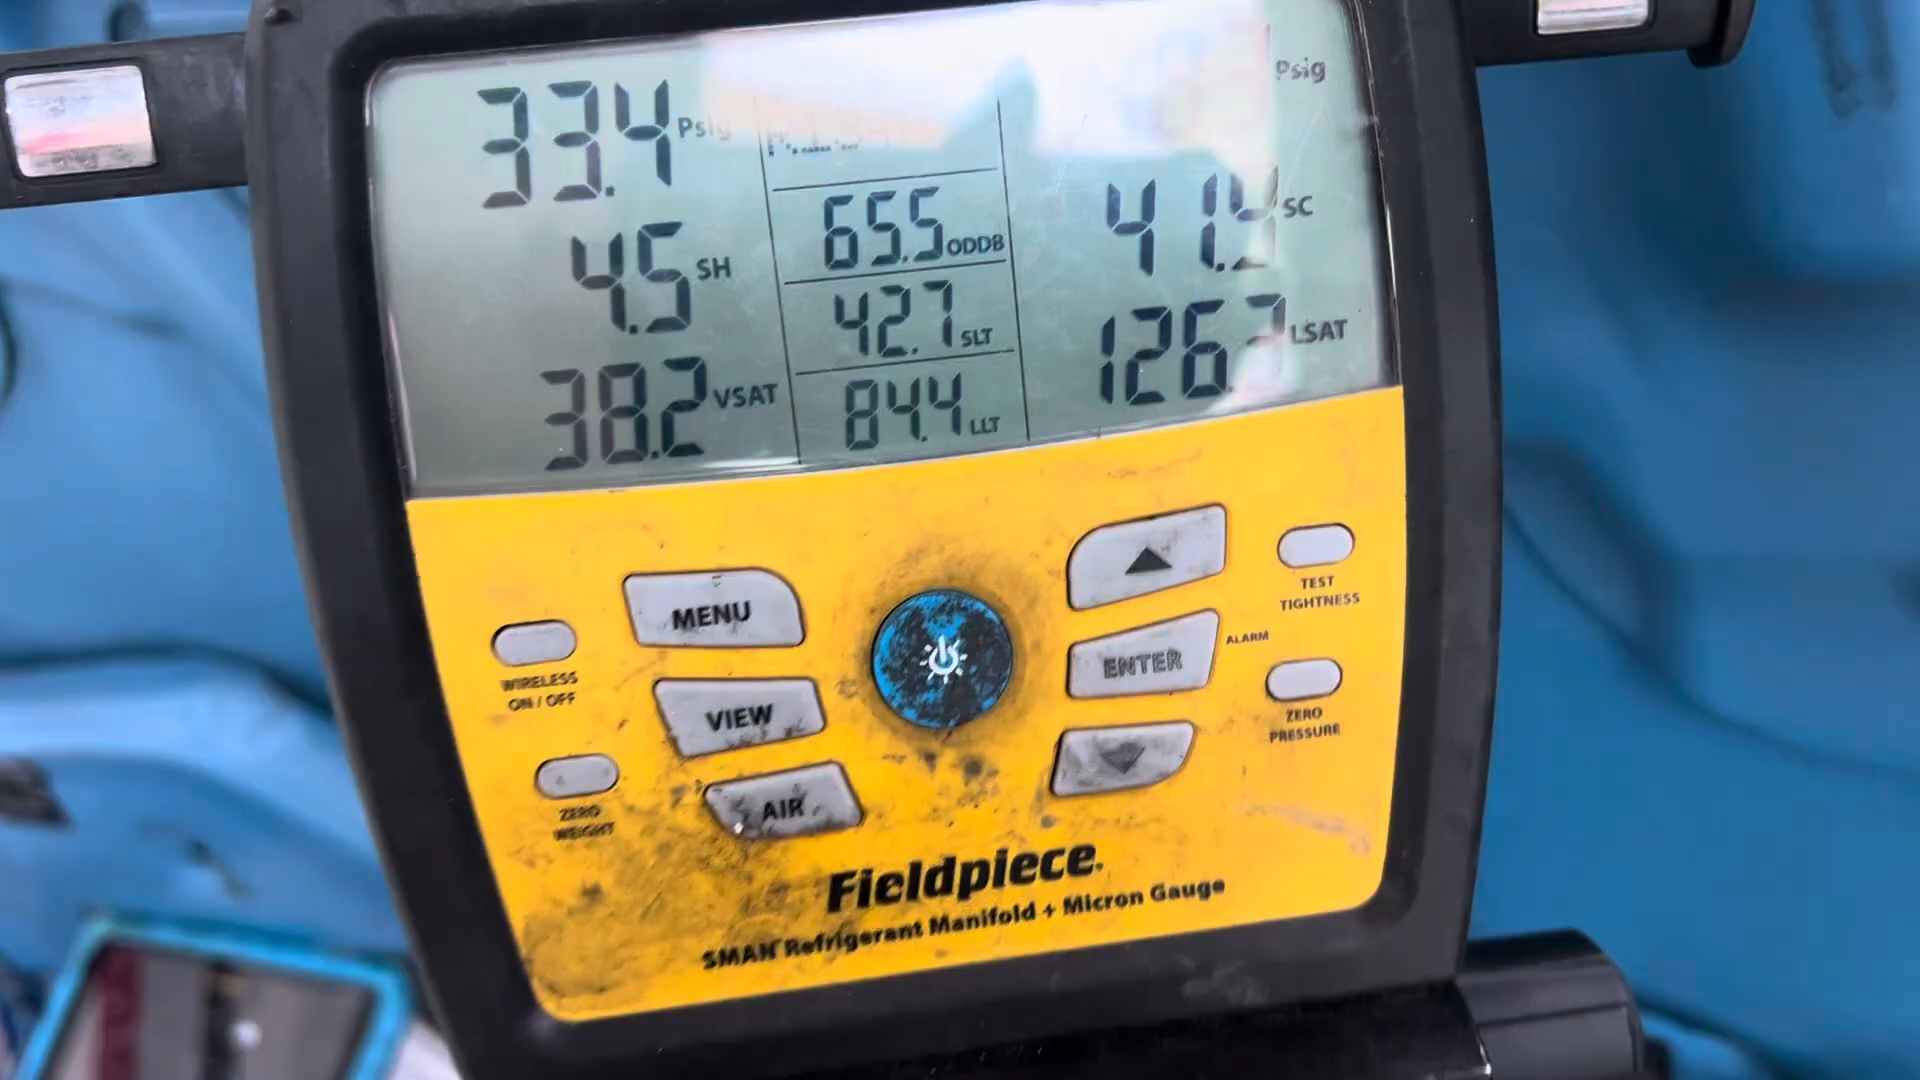 33.4 Psig
4.5 SH
38.2 VSAT
65.5 ODDB
42.7 SLT
84.4 LLT
Psig
SC
LSAT
MENU
VIEW
AIR
WIRELESS
ON / OFF
ZERO
WEIGHT
ENTER
ALARM
TEST
TIGHTNESS
ZERO
PRESSURE
Fieldpiece
SMAN Refrigerant Manifold + Micron Gauge